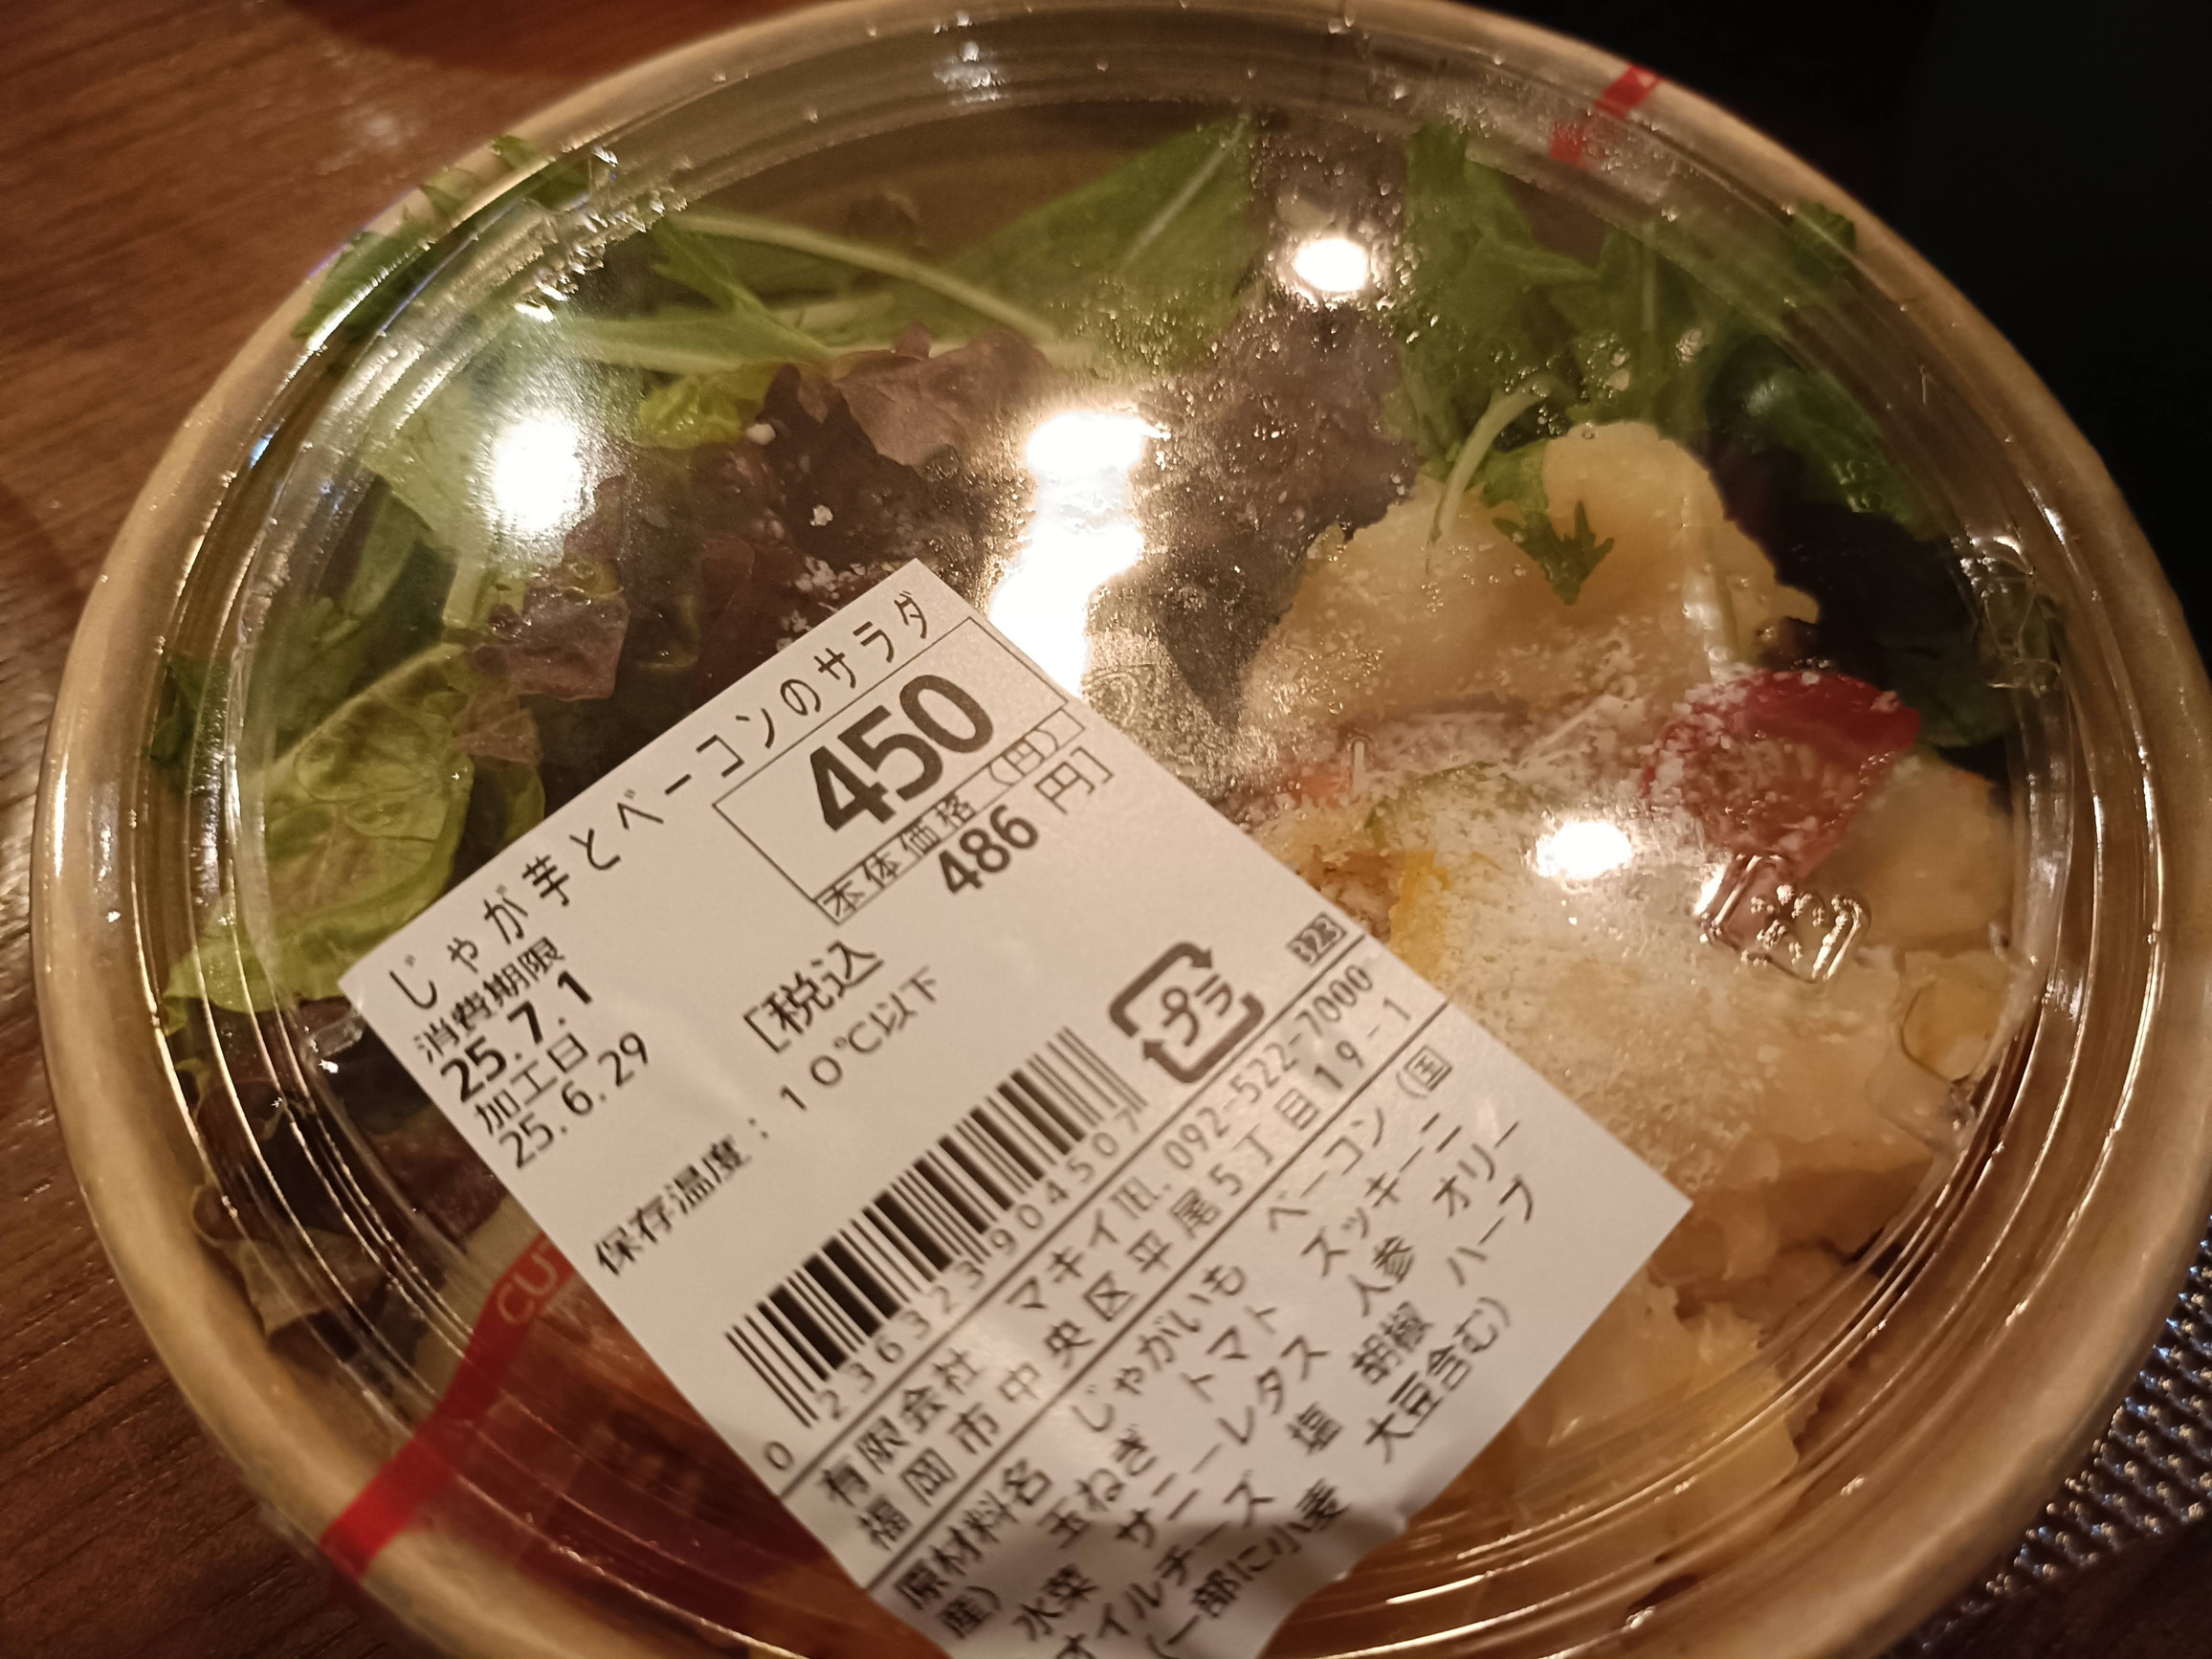 じゃが芋とベーコンのサラダ
消費期限
25.7.1
加工日
25.6.29
450
本体価格(円)
[税込 486 円]
保存温度:10℃以下
プラ
0 236323 904507
有限会社 マキイ TEL.092-522-7000
福岡市中央区平尾5丁目19-1
原材料名 じゃがいも ベーコン(国
産) 玉ねぎ トマト ズッキーニ
水菜 サニーレタス 人参 オリー
オイルチーズ 塩 胡椒 ハーブ
(一部に小麦 大豆含む)
CUT